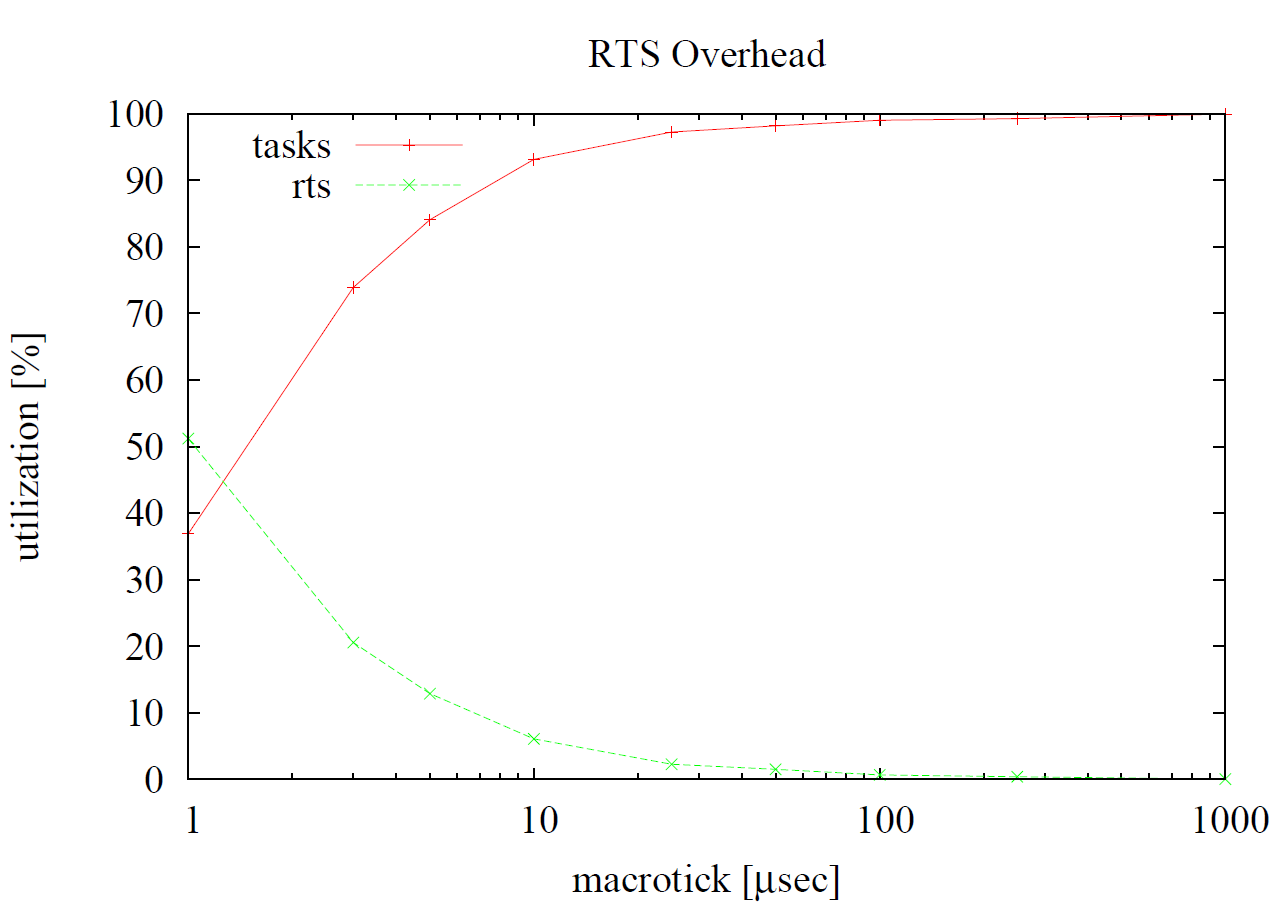 RTS Overhead
tasks
rts
100
90
80
70
60
50
40
30
20
10
0
utilization [%]
1 10 100 1000
macrotick [μsec]